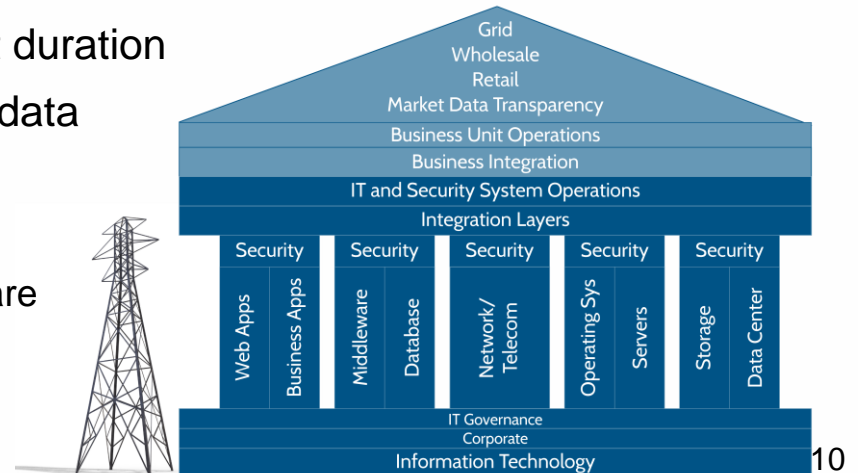 duration
data
are
Grid
Wholesale
Retail
Market Data Transparency
Business Unit Operations
Business Integration
IT and Security System Operations
Integration Layers
Security
Web Apps
Business Apps
Security
Middleware
Database
Security
Network/
Telecom
Security
Operating Sys
Servers
Security
Storage
Data Center
IT Governance
Corporate
Information Technology
10